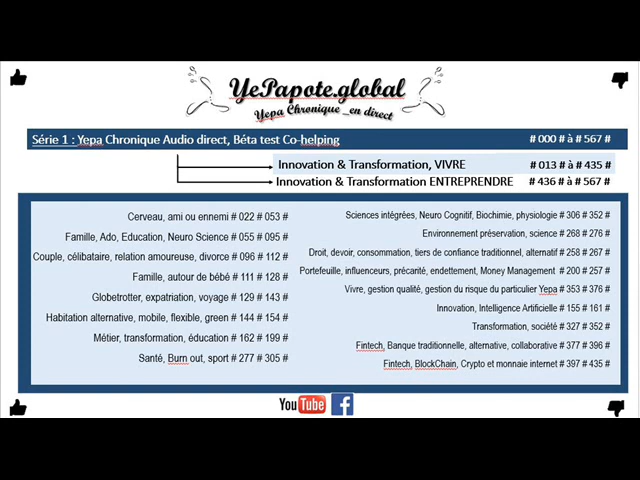 YePapote.global
Yepa Chronique _en direct
Série 1 : Yepa Chronique Audio direct, Béta test Co-helping # 000 # à # 567 #
Innovation & Transformation, VIVRE # 013 # à # 435 #
Innovation & Transformation ENTREPRENDRE # 436 # à # 567 #
Cerveau, ami ou ennemi # 022 # 053 #
Famille, Ado, Education, Neuro Science # 055 # 095 #
Couple, célibataire, relation amoureuse, divorce # 096 # 112 #
Famille, autour de bébé # 111 # 128 #
Globetrotter, expatriation, voyage # 129 # 143 #
Habitation alternative, mobile, flexible, green # 144 # 154 #
Métier, transformation, éducation # 162 # 199 #
Santé, Burn out, sport # 277 # 305 #
Sciences intégrées, Neuro Cognitif, Biochimie, physiologie # 306 # 352 #
Environnement préservation, science # 268 # 276 #
Droit, devoir, consommation, tiers de confiance traditionnel, alternatif # 258 # 267 #
Portefeuille, influenceurs, précarité, endettement, Money Management # 200 # 257 #
Vivre, gestion qualité, gestion du risque du particulier Yepa # 353 # 376 #
Innovation, Intelligence Artificielle # 155 # 161 #
Transformation, société # 327 # 352 #
Fintech, Banque traditionnelle, alternative, collaborative # 377 # 396 #
Fintech, BlockChain, Crypto et monnaie internet # 397 # 435 #
YouTube f